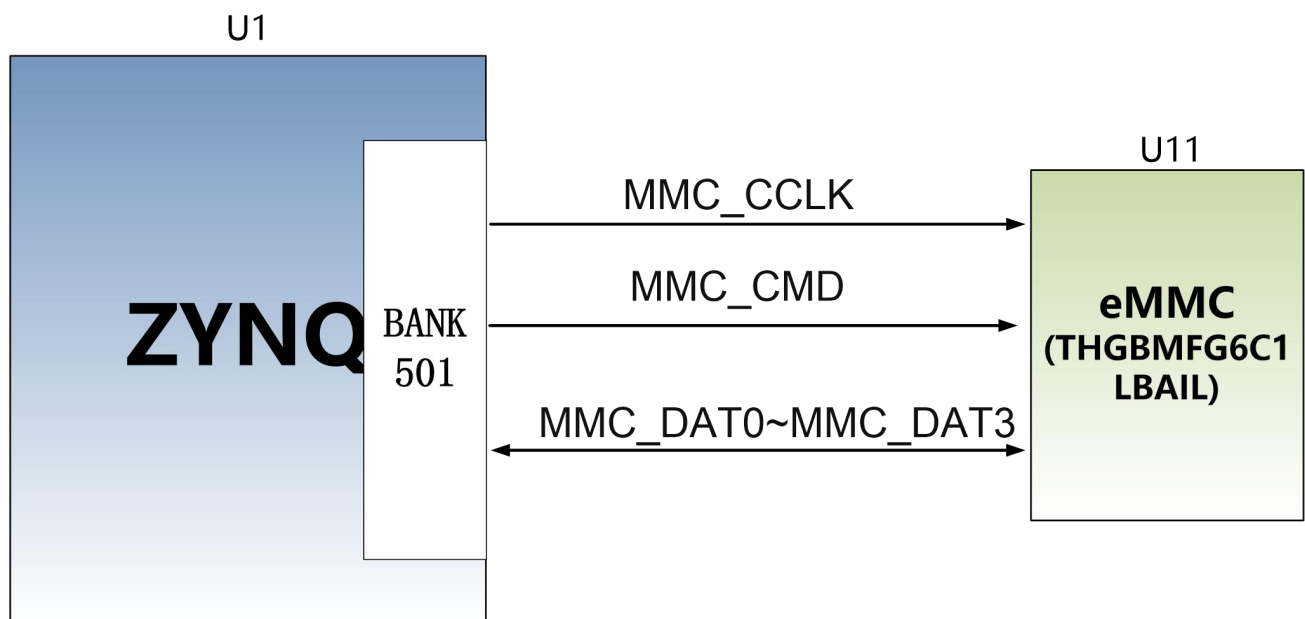 U1
U11
MMC_CCLK
MMC_CMD
ZYNQ
BANK
501
eMMC
(THGBMFG6C1
LBAIL)
MMC_DAT0~MMC_DAT3